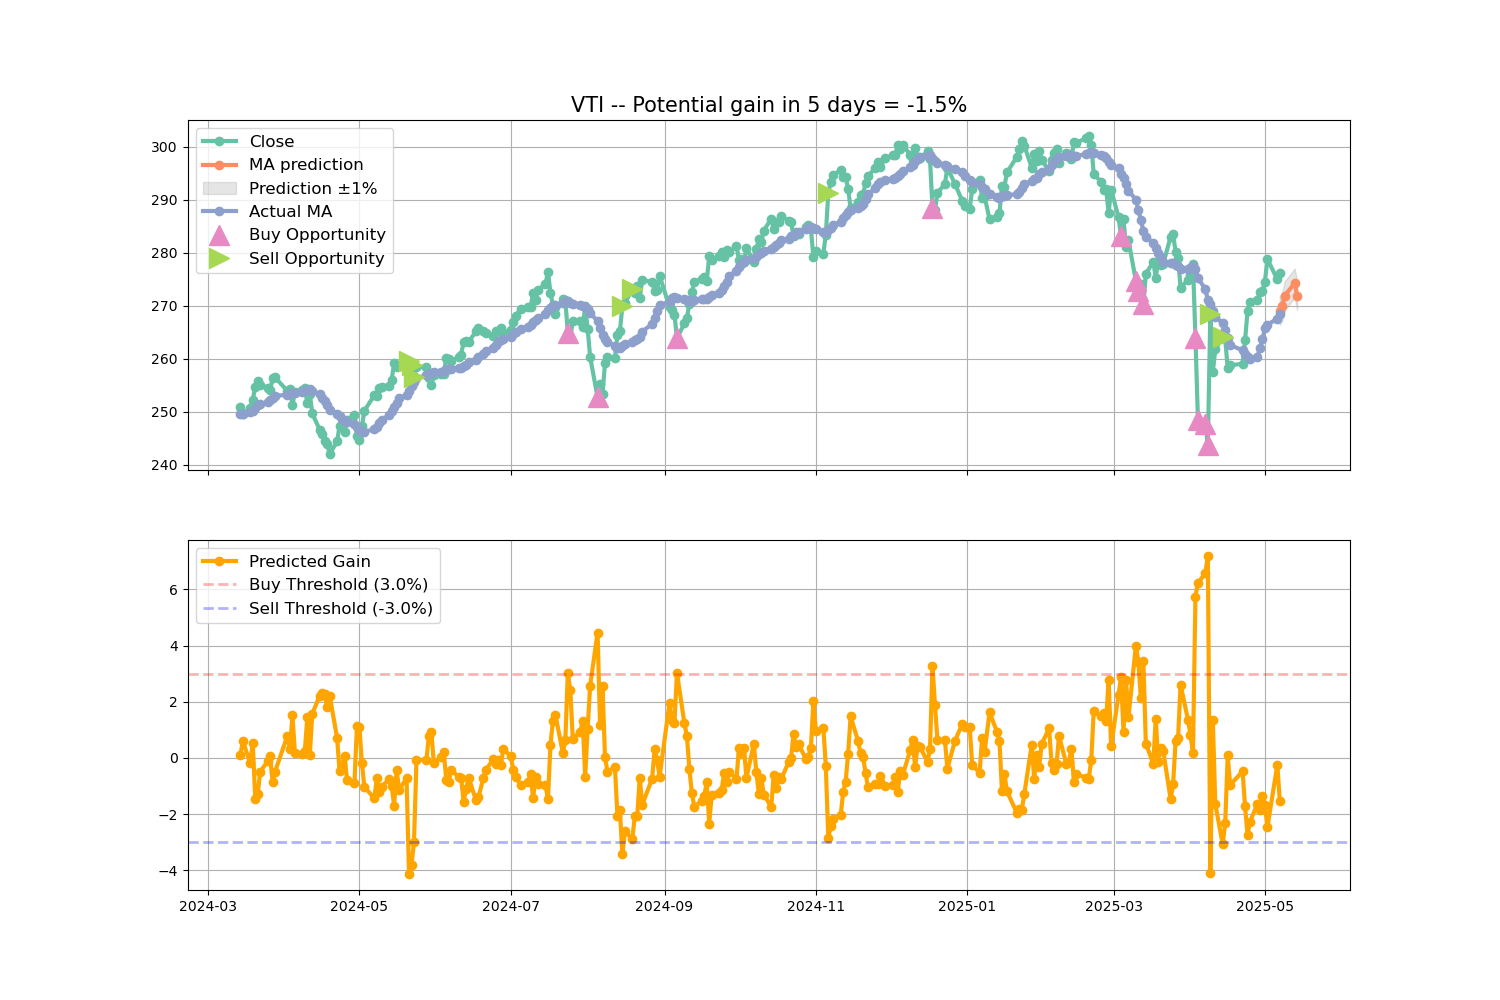 VTI -- Potential gain in 5 days = -1.5%
Close
MA prediction
Prediction ±1%
Actual MA
Buy Opportunity
Sell Opportunity
300
290
280
270
260
250
240
Predicted Gain
Buy Threshold (3.0%)
Sell Threshold (-3.0%)
6
4
2
0
−2
−4
2024-03 2024-05 2024-07 2024-09 2024-11 2025-01 2025-03 2025-05